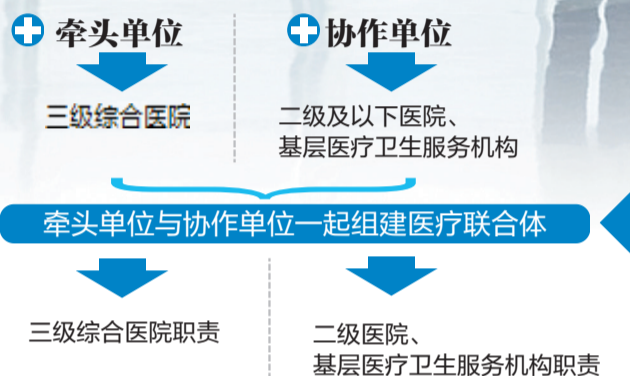 牵头单位
协作单位
三级综合医院
二级及以下医院、
基层医疗卫生服务机构
牵头单位与协作单位一起组建医疗联合体
三级综合医院职责
二级医院、
基层医疗卫生服务机构职责